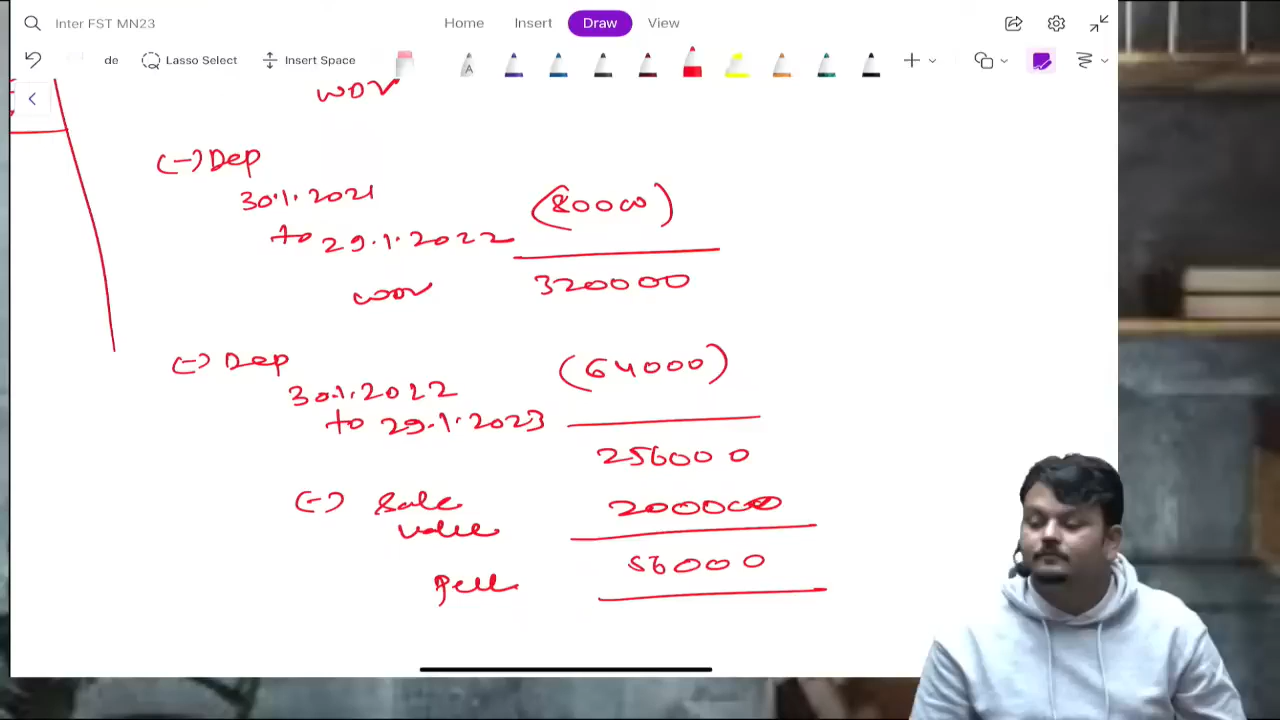 Inter FST MN23
Home Insert Draw View
de Lasso Select Insert Space
WDV
(-) Dep
30.1.2021
to 29.1.2022 (80000)
WDV 320000
(-) Dep (64000)
30.1.2022
to 29.1.2023
256000
(-) Sale 200000
value
56000